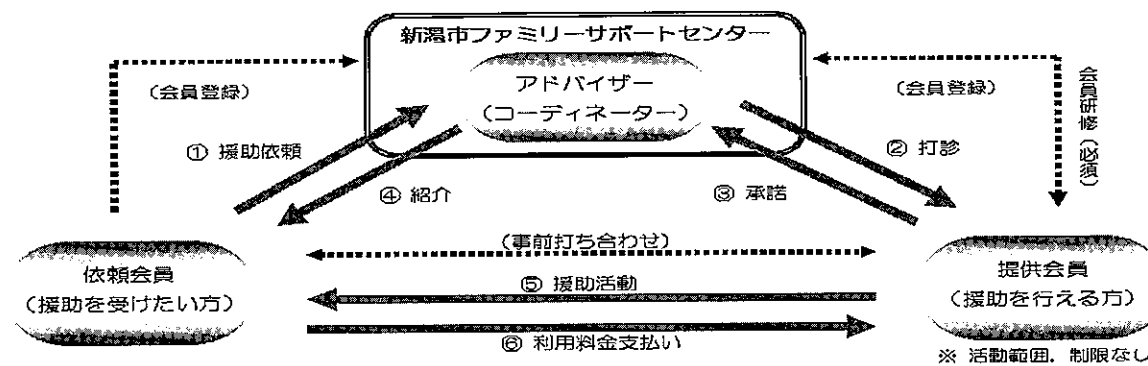 新潟市ファミリーサポートセンター
アドバイザー
(コーディネーター)
(会員登録)
(会員登録)
会員研修(必須)
① 援助依頼
② 打診
④ 紹介
③ 承諾
(事前打ち合わせ)
依頼会員
(援助を受けたい方)
⑤ 援助活動
提供会員
(援助を行える方)
⑥ 利用料金支払い
※ 活動範囲，制限なし